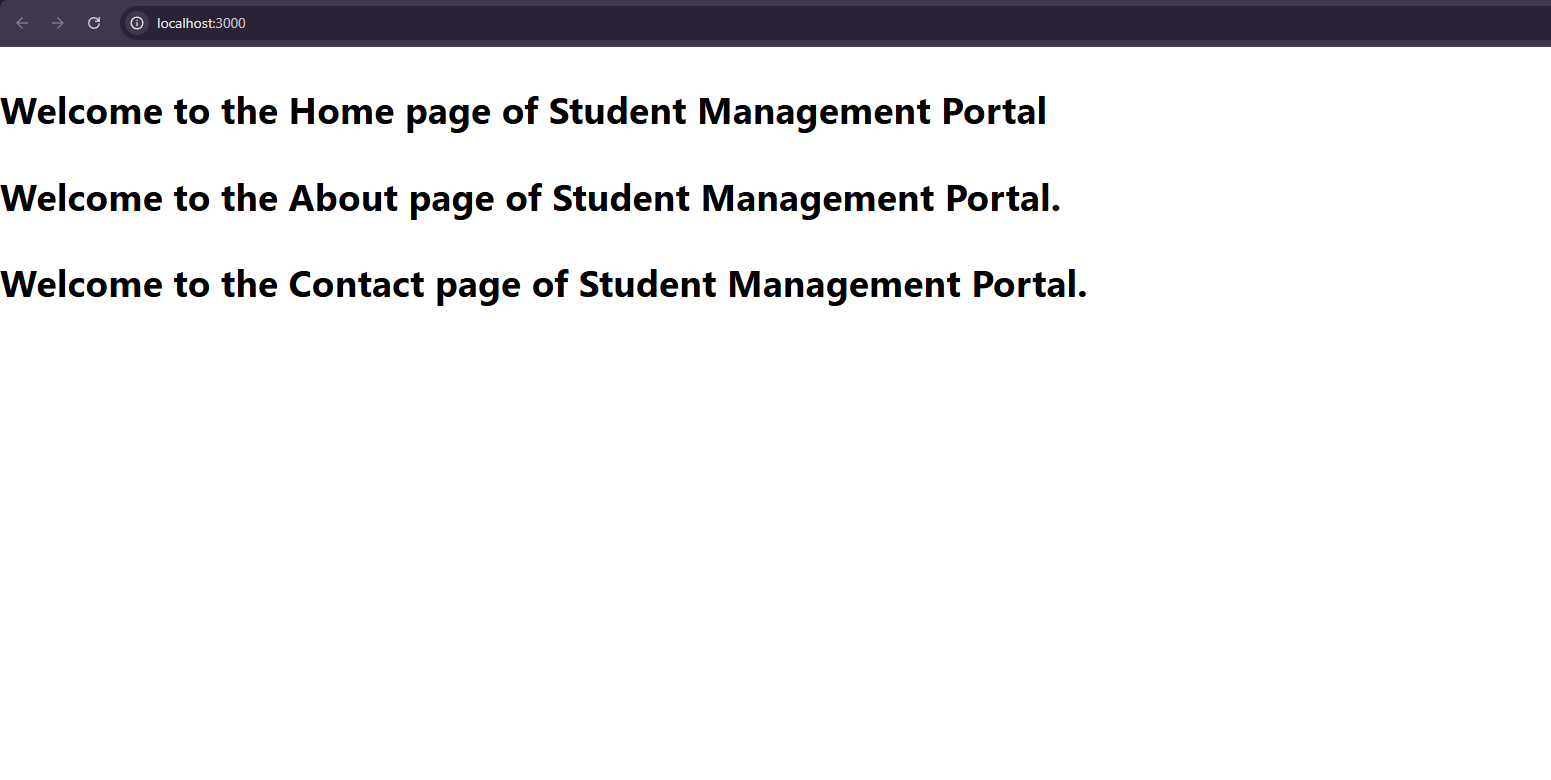 localhost:3000
Welcome to the Home page of Student Management Portal
Welcome to the About page of Student Management Portal.
Welcome to the Contact page of Student Management Portal.